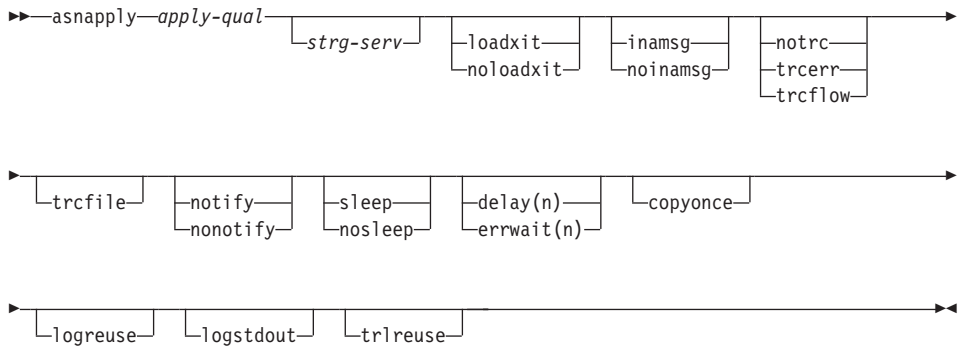 asnapply apply-qual
strg-serv loadxit inamsg notrc
noloadxit noinamsg trcerr
trcflow
trcfile notify sleep delay(n) copyonce
nonotify nosleep errwait(n)
logreuse logstdout trlreuse